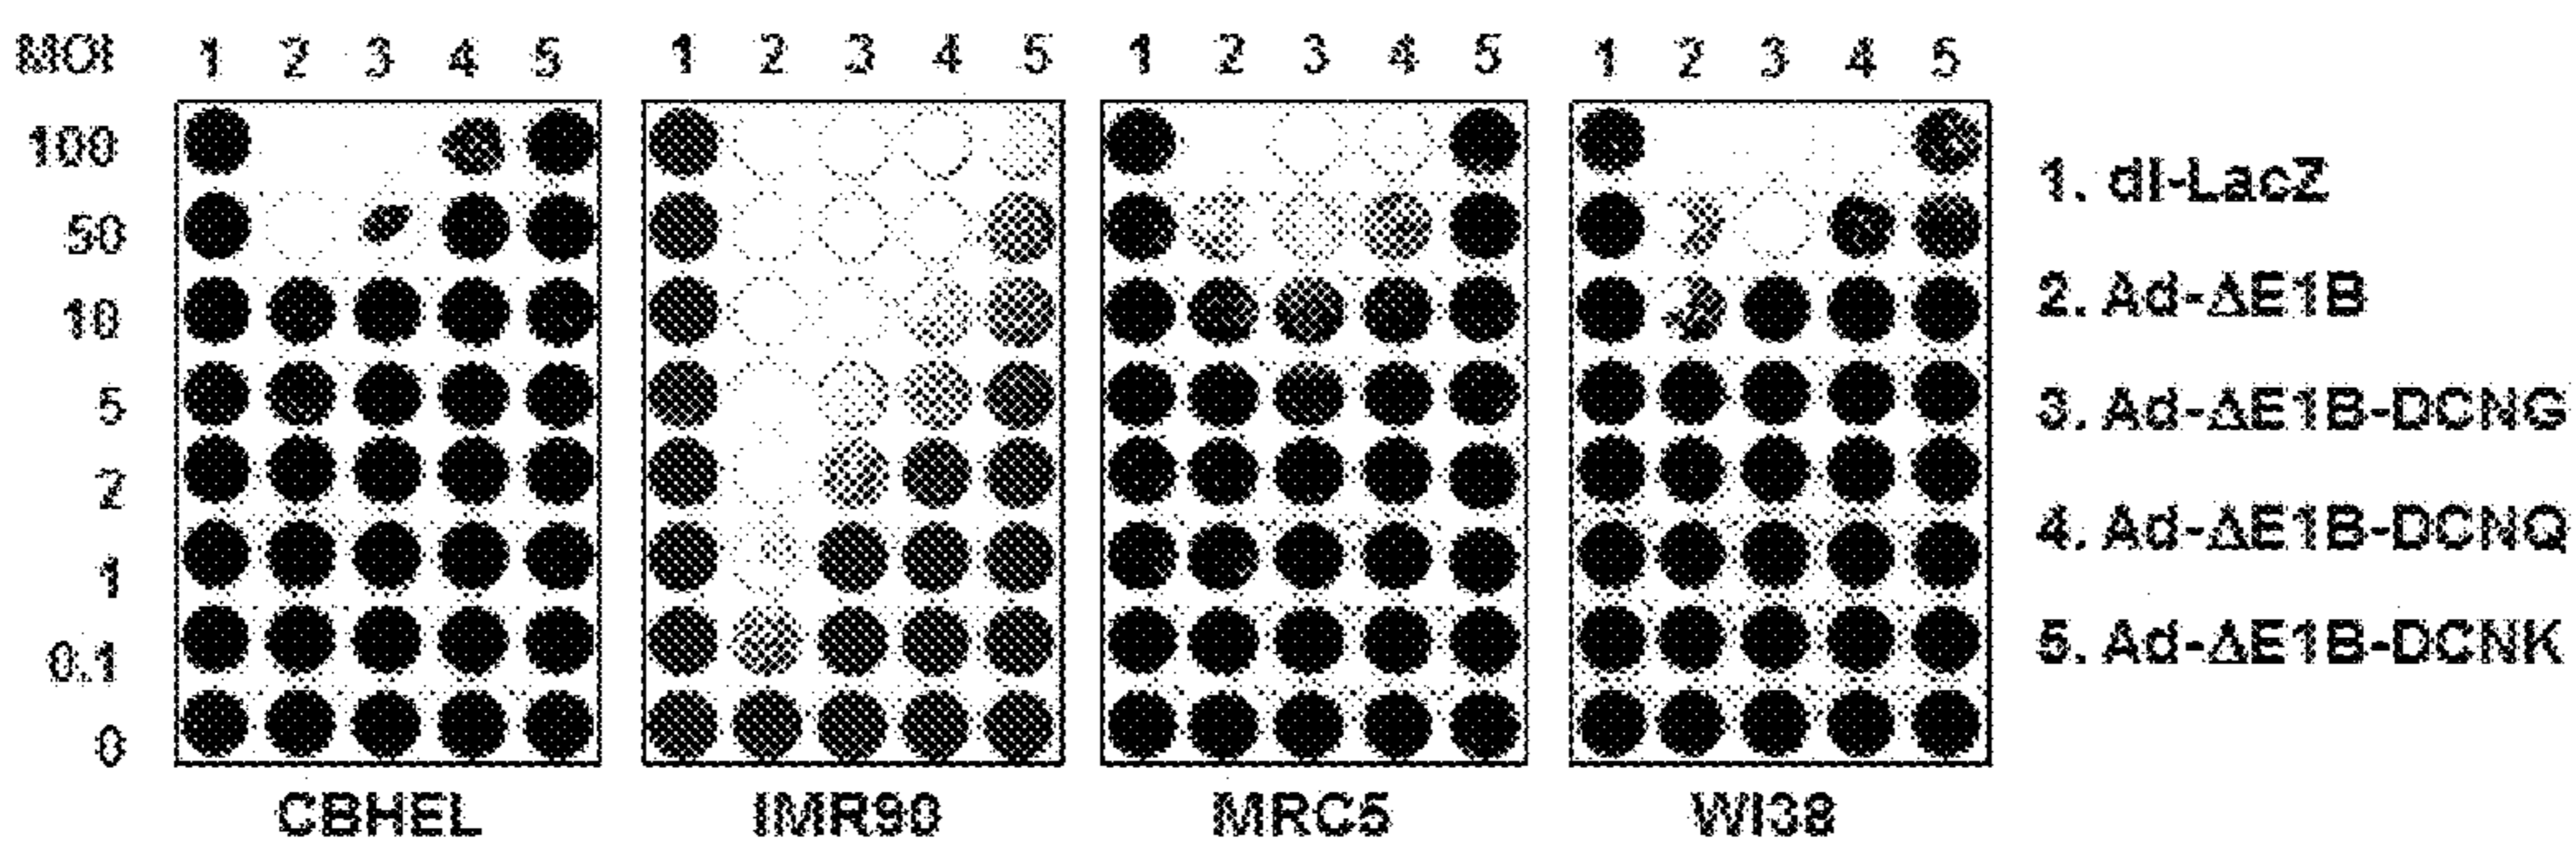 MOI 1 2 3 4 5 1 2 3 4 5 1 2 3 4 5 1 2 3 4 5
100
50
10
5
2
1
0.1
0
CBHEL IMR90 MRC5 WI38
1. dl-LacZ
2. Ad-ΔE1B
3. Ad-ΔE1B-DCNG
4. Ad-ΔE1B-DCNQ
5. Ad-ΔE1B-DCNK